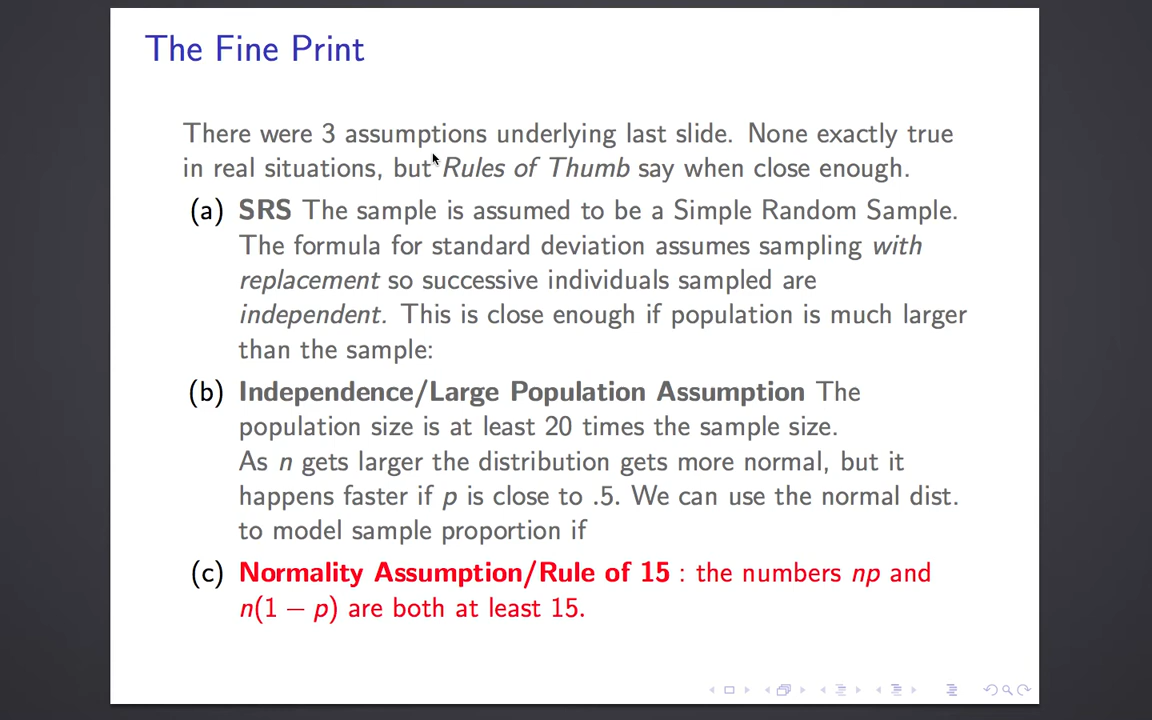 The Fine Print
There were 3 assumptions underlying last slide. None exactly true
in real situations, but Rules of Thumb say when close enough.
(a) SRS The sample is assumed to be a Simple Random Sample.
The formula for standard deviation assumes sampling with
replacement so successive individuals sampled are
independent. This is close enough if population is much larger
than the sample:
(b) Independence/Large Population Assumption The
population size is at least 20 times the sample size.
As n gets larger the distribution gets more normal, but it
happens faster if p is close to .5. We can use the normal dist.
to model sample proportion if
(c) Normality Assumption/Rule of 15 : the numbers np and
n(1 − p) are both at least 15.